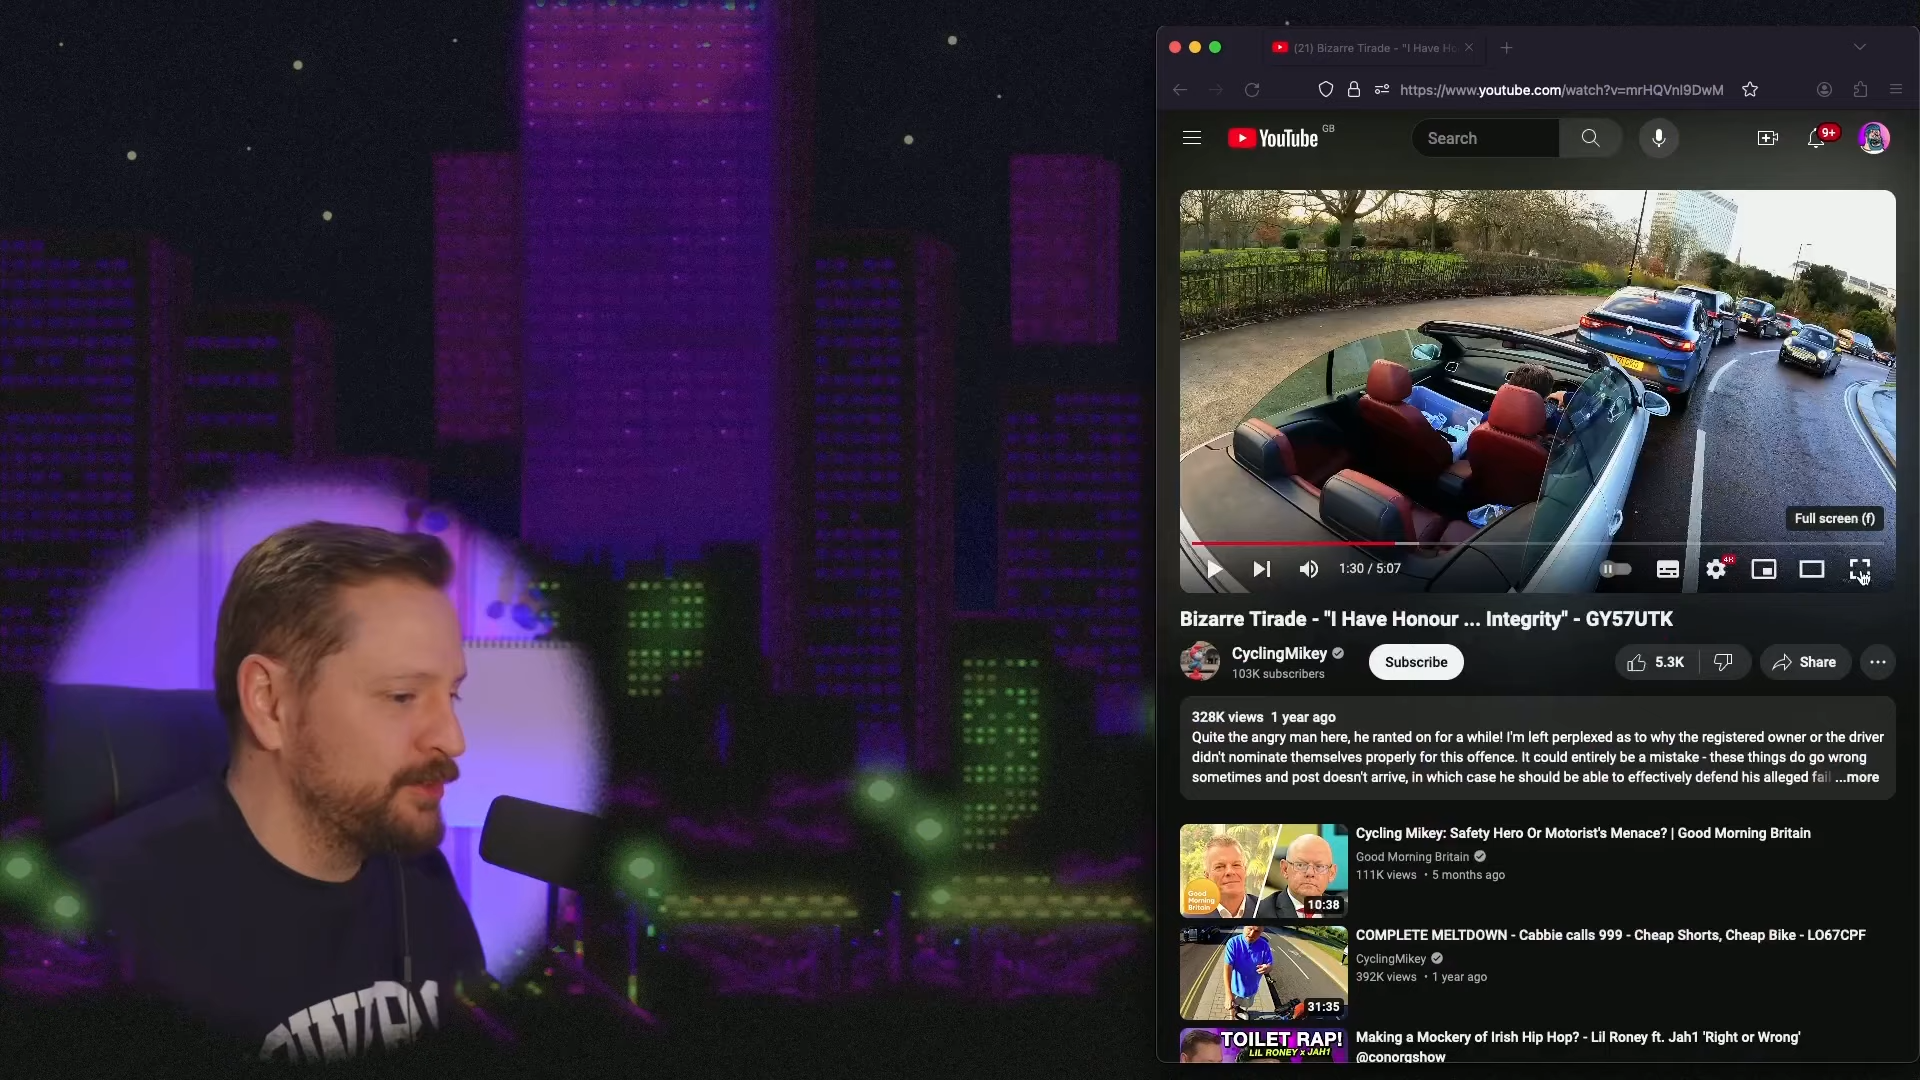 (21) Bizarre Tirade - "I Have Ho
https://www.youtube.com/watch?v=mrHQVnI9DwM
YouTube GB
Search
9+
Full screen (f)
1:30 / 5:07
4K
Bizarre Tirade - "I Have Honour ... Integrity" - GY57UTK
CyclingMikey
103K subscribers
Subscribe
5.3K
Share
328K views 1 year ago
Quite the angry man here, he ranted on for a while! I'm left perplexed as to why the registered owner or the driver
didn't nominate themselves properly for this offence. It could entirely be a mistake - these things do go wrong
sometimes and post doesn't arrive, in which case he should be able to effectively defend his alleged fail ...more
Good
Morning
Britain
10:38
Cycling Mikey: Safety Hero Or Motorist's Menace? | Good Morning Britain
Good Morning Britain
111K views • 5 months ago
31:35
COMPLETE MELTDOWN - Cabbie calls 999 - Cheap Shorts, Cheap Bike - LO67CPF
CyclingMikey
392K views • 1 year ago
TOILET RAP!
LIL RONEY x JAH1
Making a Mockery of Irish Hip Hop? - Lil Roney ft. Jah1 'Right or Wrong'
@conorgshow